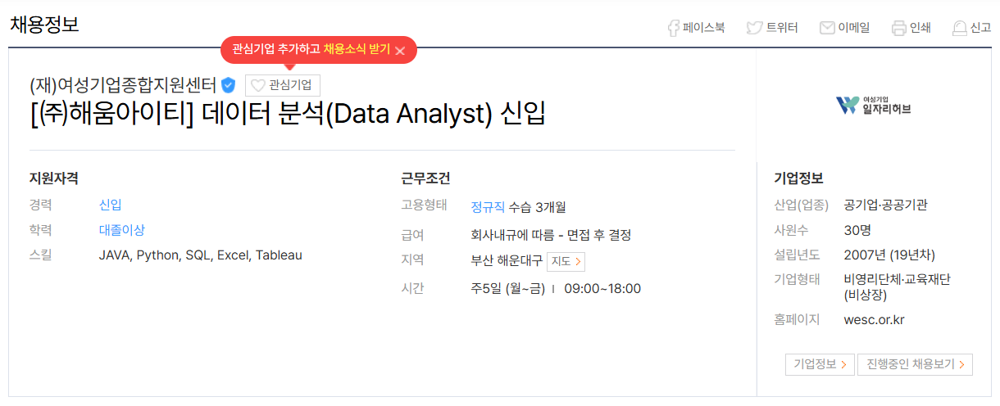 채용정보
페이스북 트위터 이메일 인쇄 신고
관심기업 추가하고 채용소식 받기
(재)여성기업종합지원센터 관심기업
[㈜해움아이티] 데이터 분석(Data Analyst) 신입
여성기업
일자리허브
지원자격
경력 신입
학력 대졸이상
스킬 JAVA, Python, SQL, Excel, Tableau
근무조건
고용형태 정규직 수습 3개월
급여 회사내규에 따름 - 면접 후 결정
지역 부산 해운대구 지도 >
시간 주5일 (월~금) ㅣ 09:00~18:00
기업정보
산업(업종) 공기업·공공기관
사원수 30명
설립년도 2007년 (19년차)
기업형태 비영리단체·교육재단
(비상장)
홈페이지 wesc.or.kr
기업정보 > 진행중인 채용보기 >